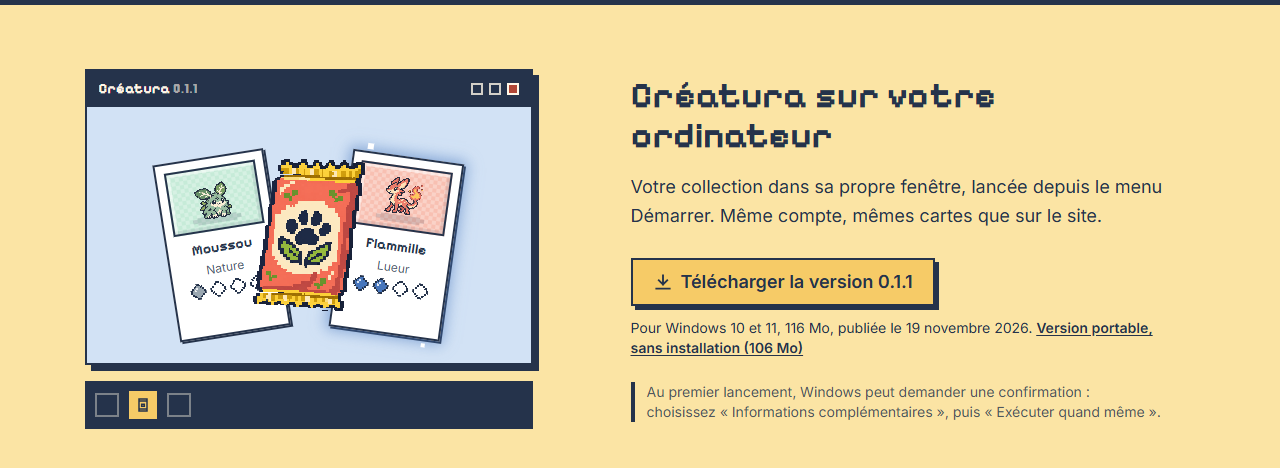 Créatura 0.1.1
Moussou
Nature
Flammille
Lueur
Créatura sur votre
ordinateur
Votre collection dans sa propre fenêtre, lancée depuis le menu
Démarrer. Même compte, mêmes cartes que sur le site.
Télécharger la version 0.1.1
Pour Windows 10 et 11, 116 Mo, publiée le 19 novembre 2026. Version portable,
sans installation (106 Mo)
Au premier lancement, Windows peut demander une confirmation :
choisissez « Informations complémentaires », puis « Exécuter quand même ».